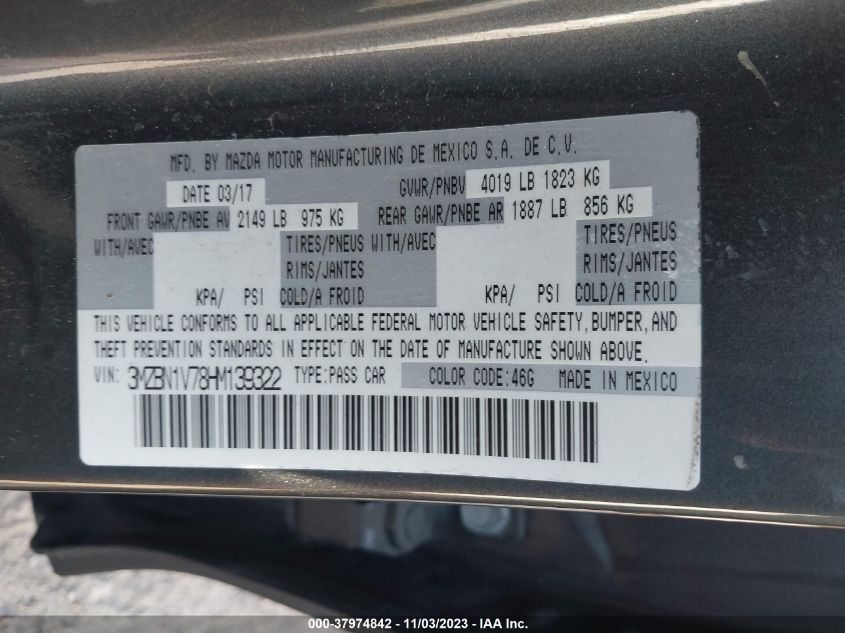 MFD. BY MAZDA MOTOR MANUFACTURING DE MEXICO S.A. DE C.V.
DATE 03/17 GVWR/PNBV 4019 LB 1823 KG
FRONT GAWR/PNBE AV 2149 LB 975 KG REAR GAWR/PNBE AR 1887 LB 856 KG
WITH/AVEC TIRES/PNEUS WITH/AVEC TIRES/PNEUS
RIMS/JANTES RIMS/JANTES
KPA/ PSI COLD/A FROID KPA/ PSI COLD/A FROID
THIS VEHICLE CONFORMS TO ALL APPLICABLE FEDERAL MOTOR VEHICLE SAFETY, BUMPER, AND
THEFT PREVENTION STANDARDS IN EFFECT ON THE DATE OF MANUFACTURE SHOWN ABOVE.
VIN: 3MZBN1V78HM139322 TYPE:PASS CAR COLOR CODE:46G MADE IN MEXICO
000-37974842 - 11/03/2023 - IAA Inc.